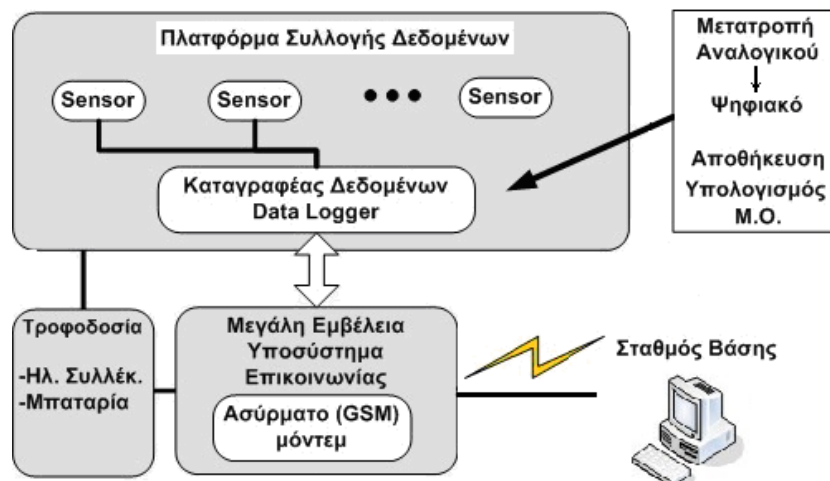 Πλατφόρμα Συλλογής Δεδομένων
Sensor
Sensor
Sensor
Καταγραφέας Δεδομένων
Data Logger
Μετατροπή
Αναλογικού
Ψηφιακό
Αποθήκευση
Υπολογισμός
Μ.Ο.
Τροφοδοσία
-Ηλ. Συλλέκ.
-Μπαταρία
Μεγάλη Εμβέλεια
Υποσύστημα
Επικοινωνίας
Ασύρματο (GSM)
μόντεμ
Σταθμός Βάσης